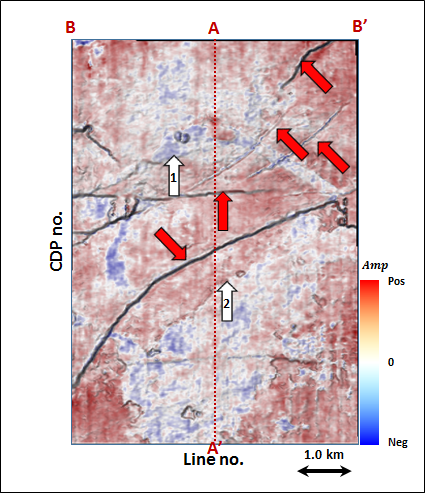 B A B’
1
2
CDP no.
Amp
Pos
0
Neg
A’
Line no.
1.0 km